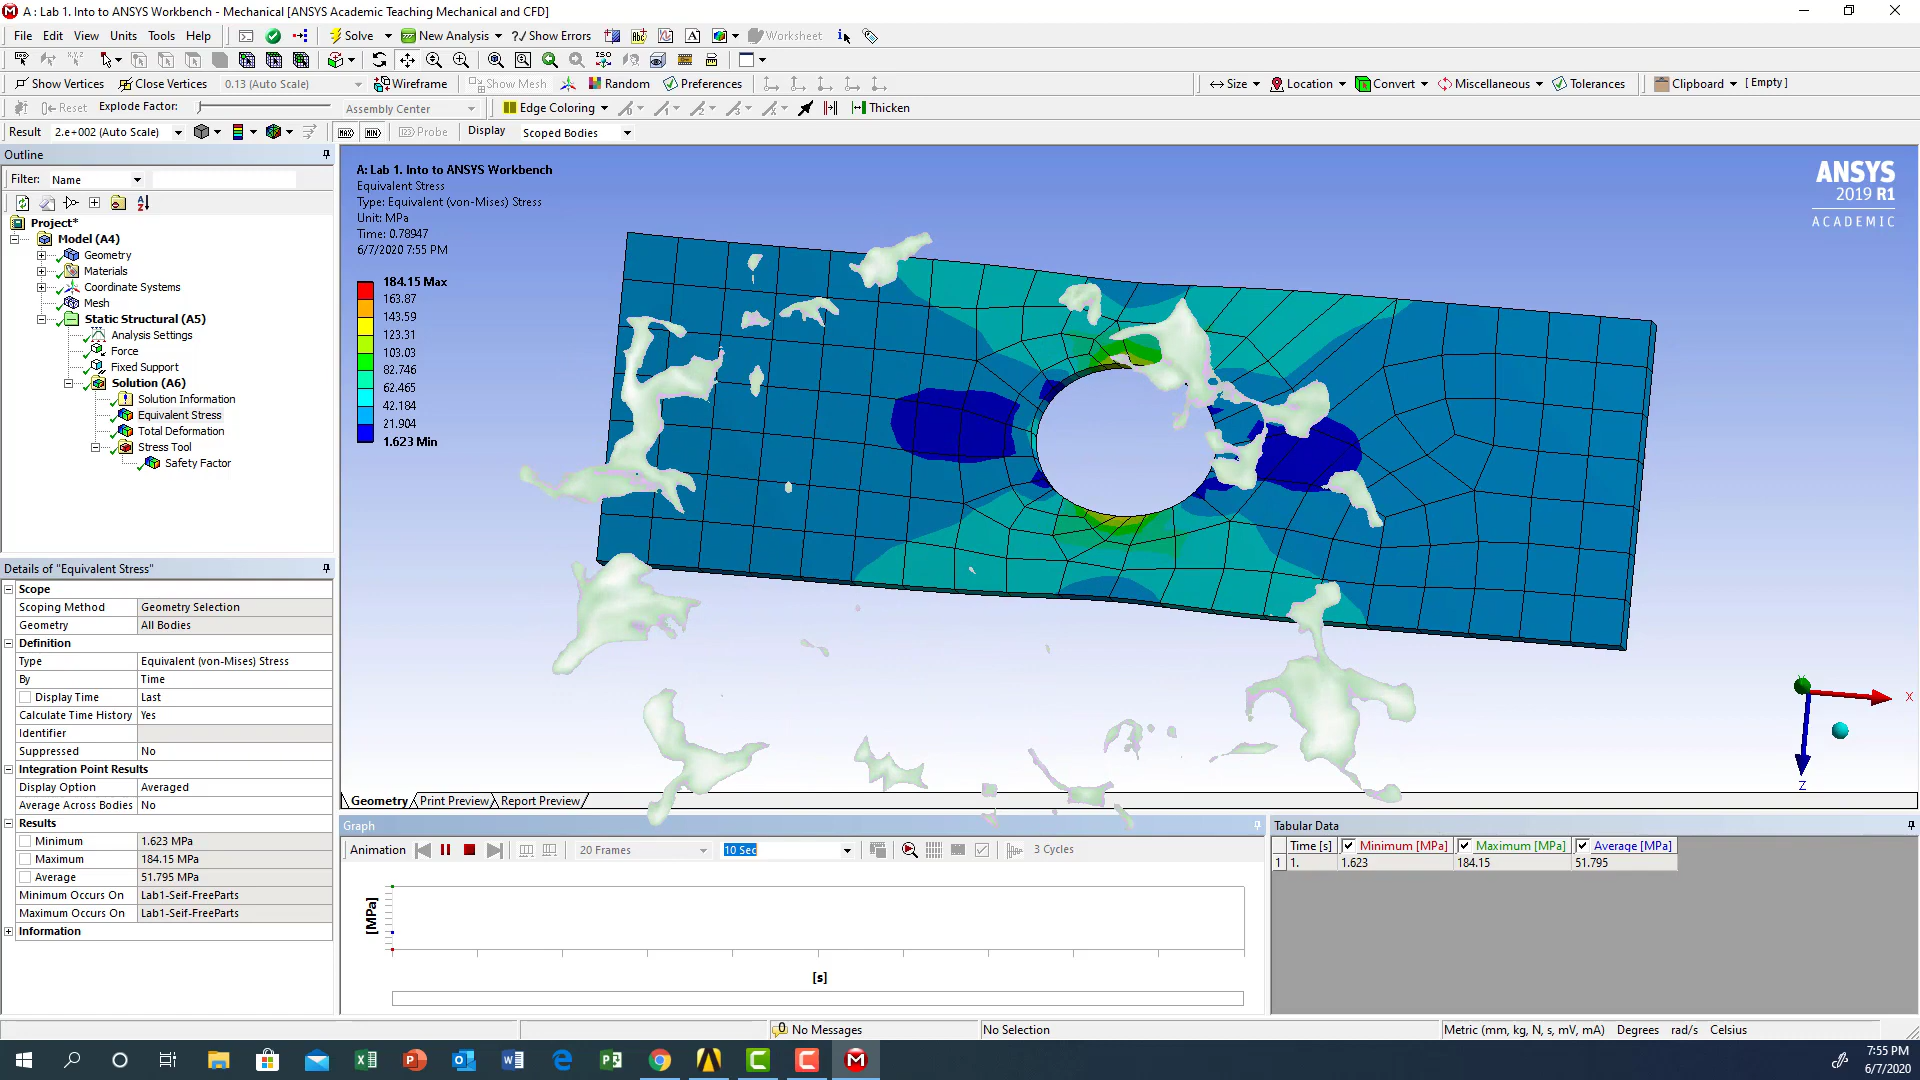 A : Lab 1. Into to ANSYS Workbench - Mechanical [ANSYS Academic Teaching Mechanical and CFD]
File Edit View Units Tools Help Solve New Analysis Show Errors Worksheet
Show Vertices Close Vertices 0.13 (Auto Scale) Wireframe Show Mesh Random Preferences Size Location Convert Miscellaneous Tolerances Clipboard [ Empty ]
Reset Explode Factor: Assembly Center Edge Coloring Thicken
Result 2.e+002 (Auto Scale) MAX MIN Probe Display Scoped Bodies
Outline
Filter: Name
Project*
Model (A4)
Geometry
Materials
Coordinate Systems
Mesh
Static Structural (A5)
Analysis Settings
Force
Fixed Support
Solution (A6)
Solution Information
Equivalent Stress
Total Deformation
Stress Tool
Safety Factor
Details of "Equivalent Stress"
Scope
Scoping Method Geometry Selection
Geometry All Bodies
Definition
Type Equivalent (von-Mises) Stress
By Time
Display Time Last
Calculate Time History Yes
Identifier
Suppressed No
Integration Point Results
Display Option Averaged
Average Across Bodies No
Results
Minimum 1.623 MPa
Maximum 184.15 MPa
Average 51.795 MPa
Minimum Occurs On Lab1-Seif-FreeParts
Maximum Occurs On Lab1-Seif-FreeParts
Information
A: Lab 1. Into to ANSYS Workbench
Equivalent Stress
Type: Equivalent (von-Mises) Stress
Unit: MPa
Time: 0.78947
6/7/2020 7:55 PM
184.15 Max
163.87
143.59
123.31
103.03
82.746
62.465
42.184
21.904
1.623 Min
ANSYS
2019 R1
ACADEMIC
Y
X
Z
Geometry Print Preview Report Preview
Graph
Animation 20 Frames 10 Sec 3 Cycles
[MPa]
[s]
Tabular Data
Time [s] Minimum [MPa] Maximum [MPa] Average [MPa]
1 1. 1.623 184.15 51.795
0 No Messages No Selection Metric (mm, kg, N, s, mV, mA) Degrees rad/s Celsius
7:55 PM
6/7/2020